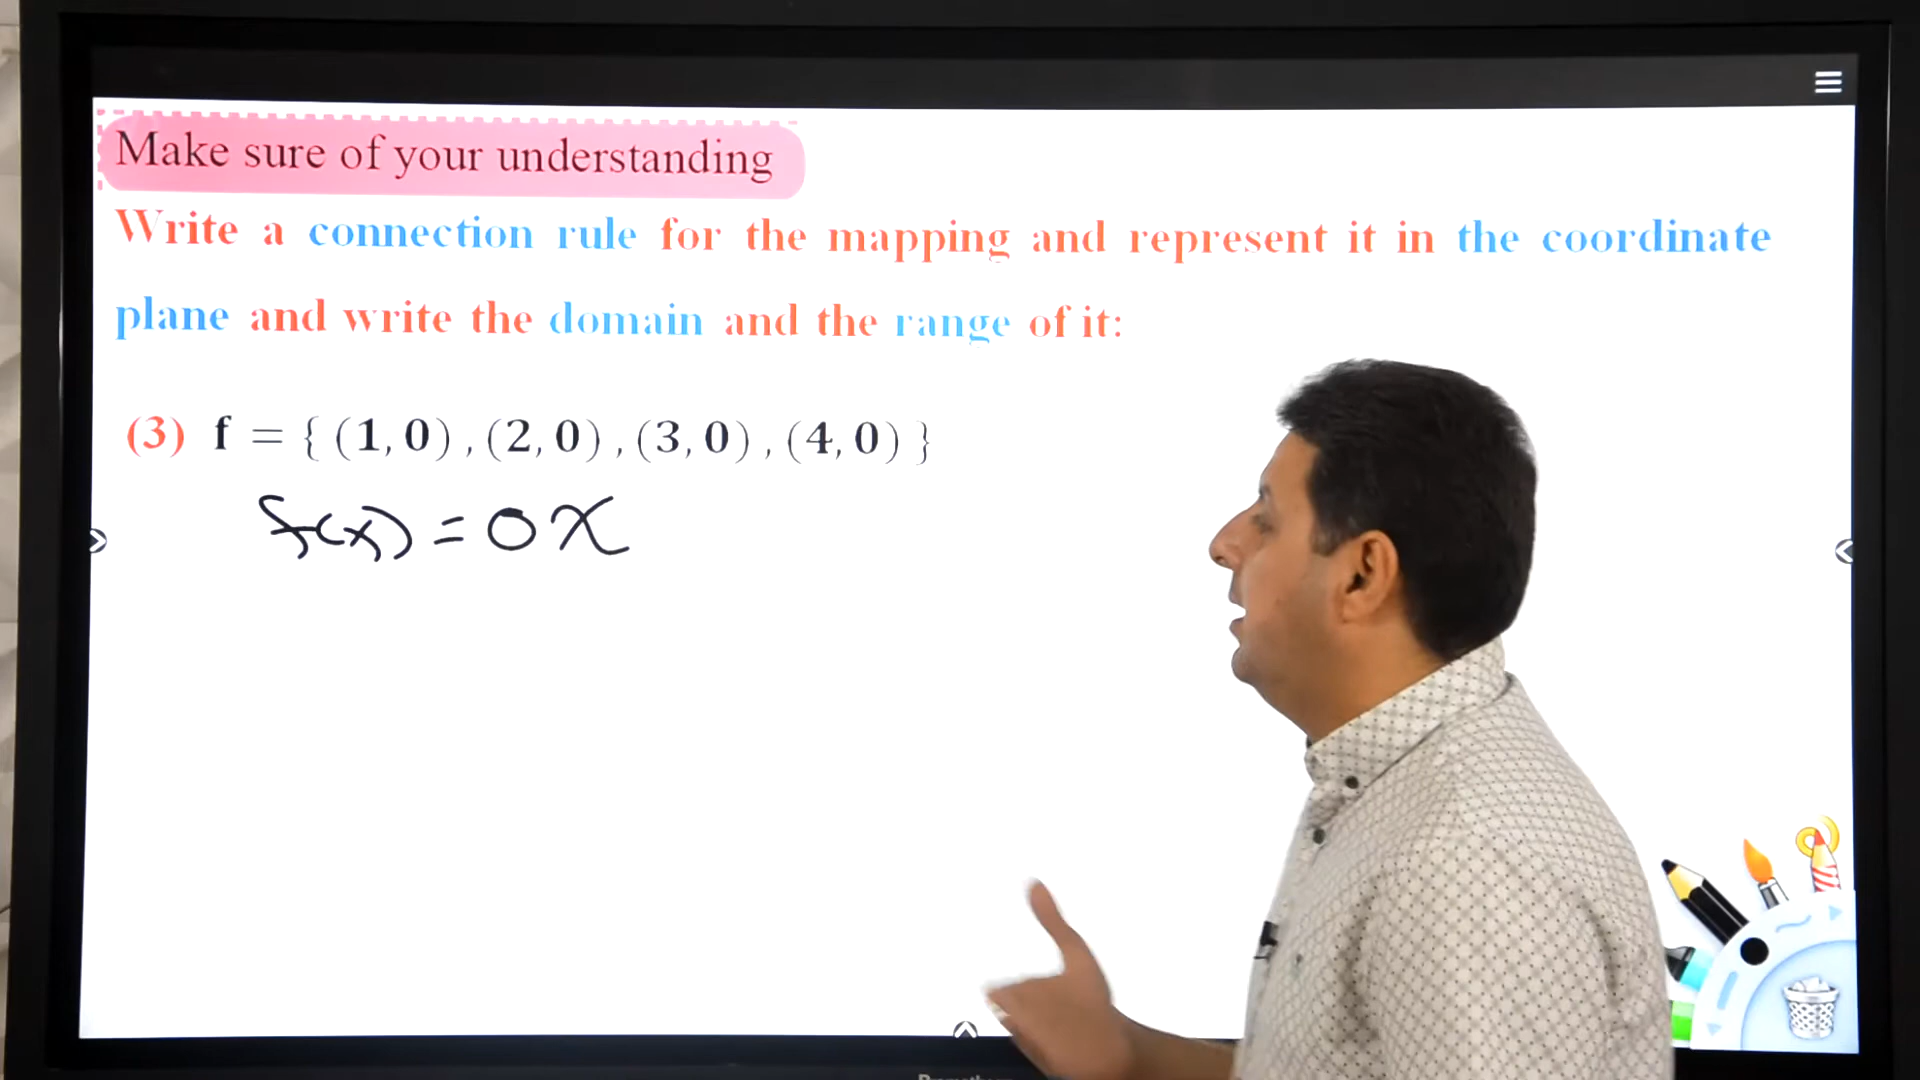 Make sure of your understanding
Write a connection rule for the mapping and represent it in the coordinate
plane and write the domain and the range of it:
(3) f = { (1, 0) , (2, 0) , (3, 0) , (4, 0) }
f(x) = 0x